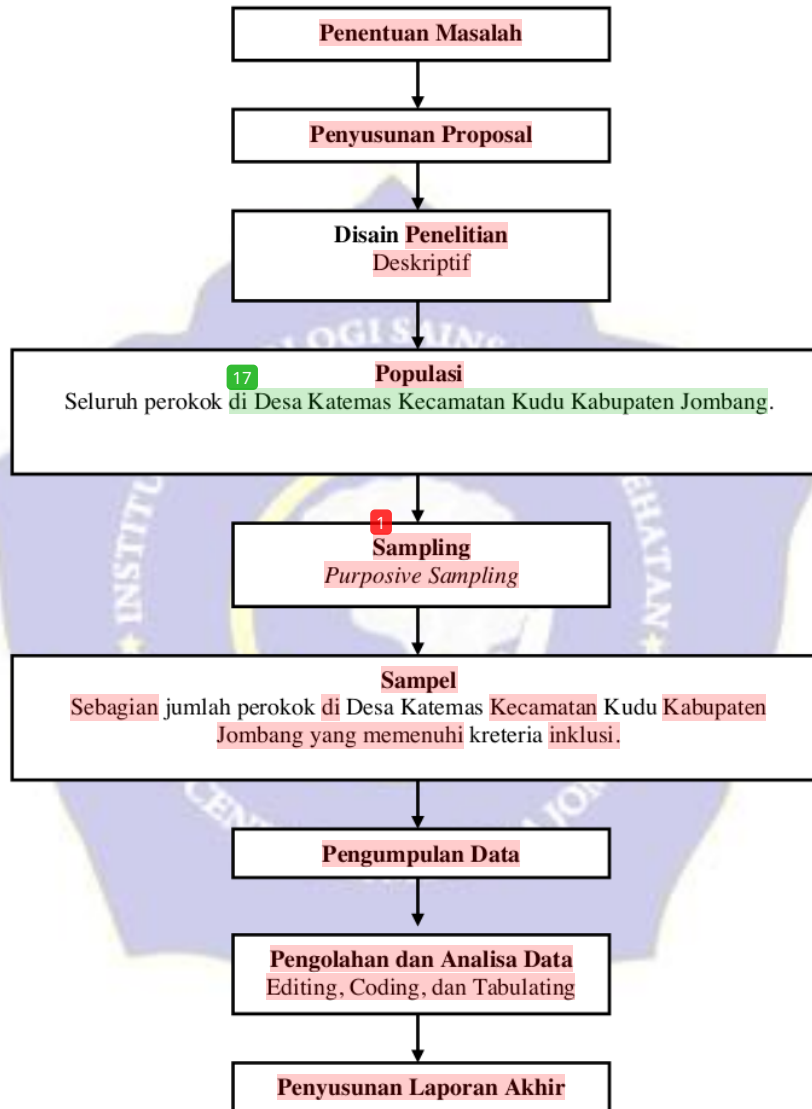 Penentuan Masalah
Penyusunan Proposal
Disain Penelitian
Deskriptif
Populasi
17
Seluruh perokok di Desa Katemas Kecamatan Kudu Kabupaten Jombang.
1
Sampling
Purposive Sampling
Sampel
Sebagian jumlah perokok di Desa Katemas Kecamatan Kudu Kabupaten
Jombang yang memenuhi kreteria inklusi.
Pengumpulan Data
Pengolahan dan Analisa Data
Editing, Coding, dan Tabulating
Penyusunan Laporan Akhir